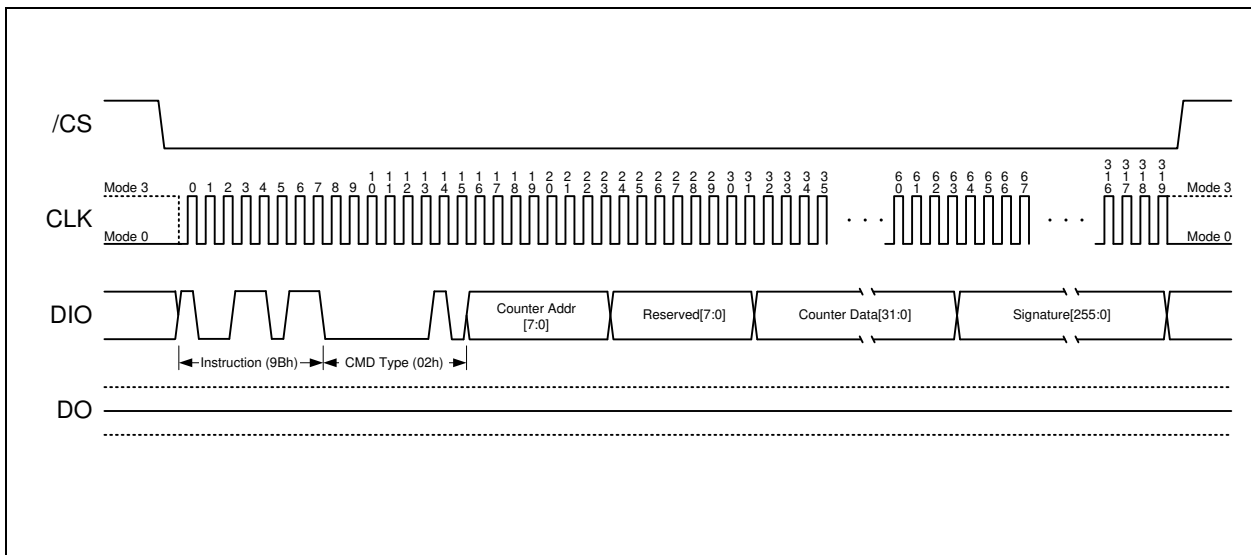 /CS
Mode 3
0 1 2 3 4 5 6 7 8 9 10 11 12 13 14 15 16 17 18 19 20 21 22 23 24 25 26 27 28 29 30 31 32 33 34 35 60 61 62 63 64 65 66 67 316 317 318 319
Mode 3
CLK
. . .
. . .
Mode 0
Mode 0
DIO
Counter Addr
[7:0]
Reserved[7:0]
Counter Data[31:0]
Signature[255:0]
Instruction (9Bh)
CMD Type (02h)
DO